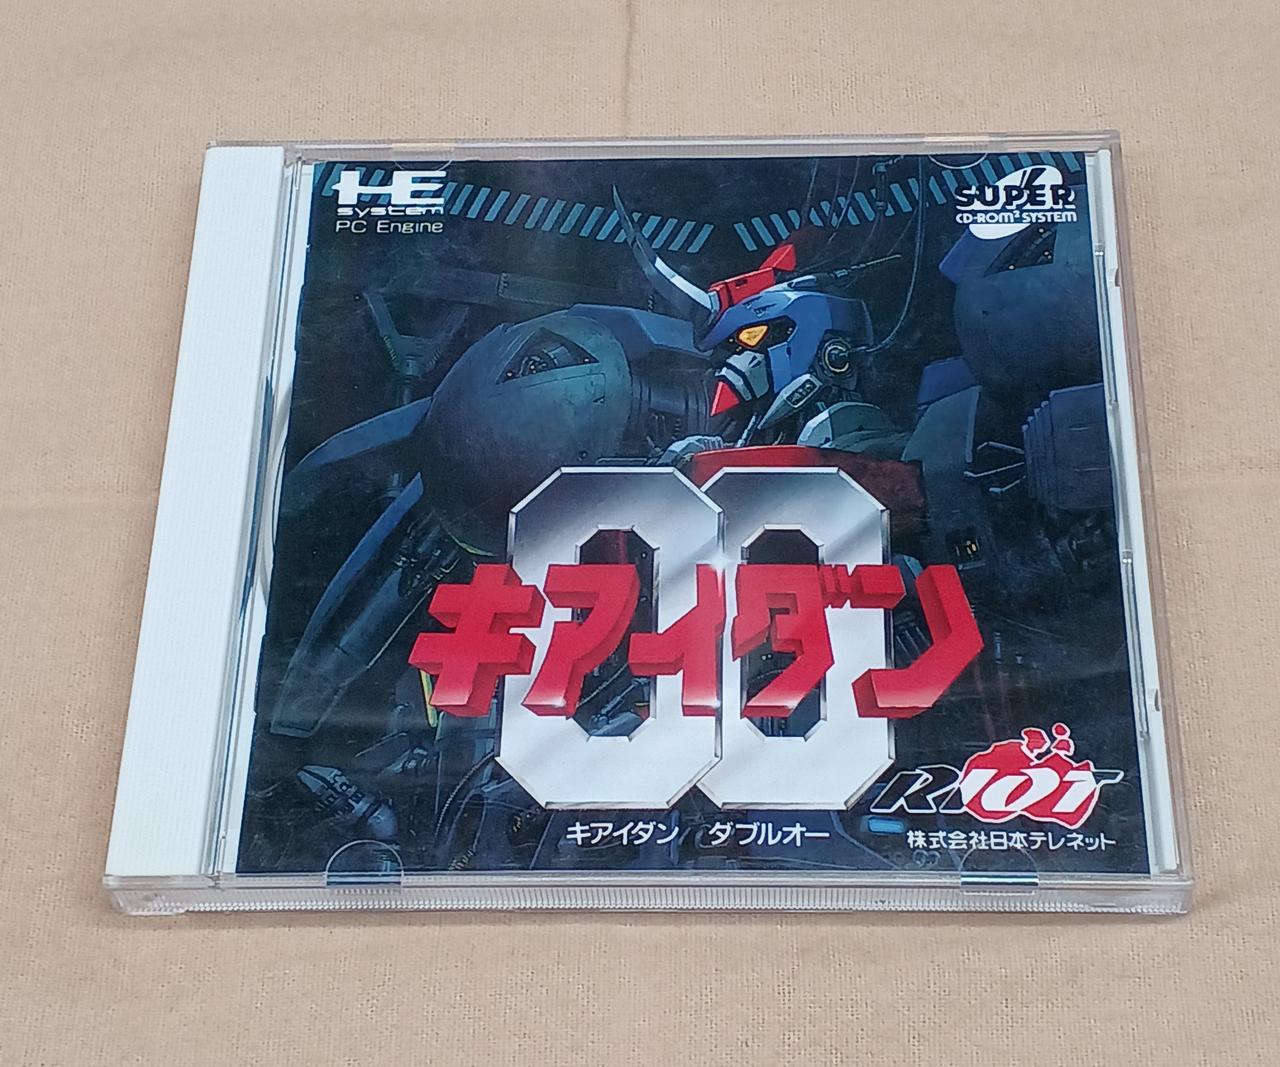 HE
system
PC Engine
SUPER
CD-ROM² SYSTEM
00
キアイダン
キアイダン ダブルオー
RIOT
株式会社日本テレネット